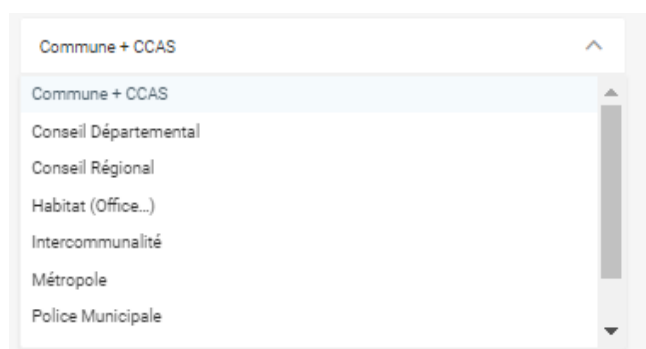 Commune + CCAS
Commune + CCAS
Conseil Départemental
Conseil Régional
Habitat (Office...)
Intercommunalité
Métropole
Police Municipale